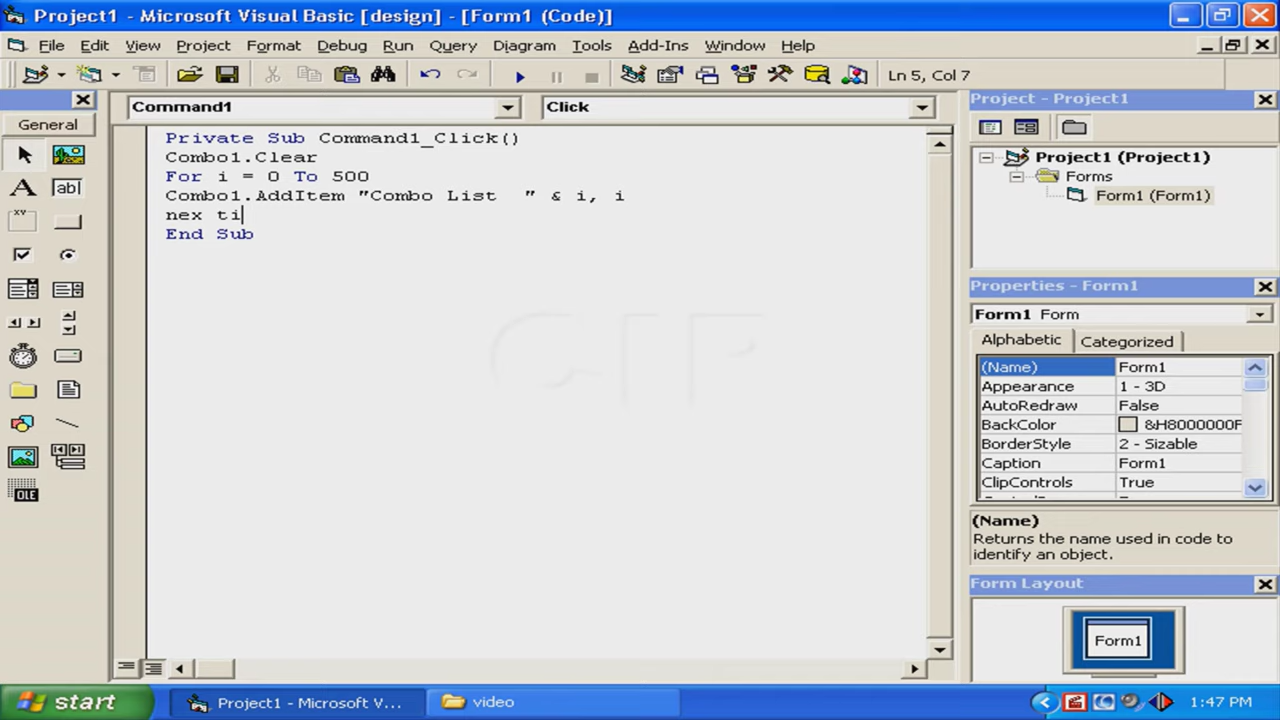 Project1 - Microsoft Visual Basic [design] - [Form1 (Code)]
File Edit View Project Format Debug Run Query Diagram Tools Add-Ins Window Help
Ln 5, Col 7
General
A
ab|
XY
OLE
Command1
Click
Private Sub Command1_Click()
Combo1.Clear
For i = 0 To 500
Combo1.AddItem "Combo List  " & i, i
nex ti
End Sub
Project - Project1
Project1 (Project1)
Forms
Form1 (Form1)
Properties - Form1
Form1 Form
Alphabetic Categorized
(Name) Form1
Appearance 1 - 3D
AutoRedraw False
BackColor &H8000000F
BorderStyle 2 - Sizable
Caption Form1
ClipControls True
(Name)
Returns the name used in code to
identify an object.
Form Layout
Form1
start
Project1 - Microsoft V...
video
1:47 PM